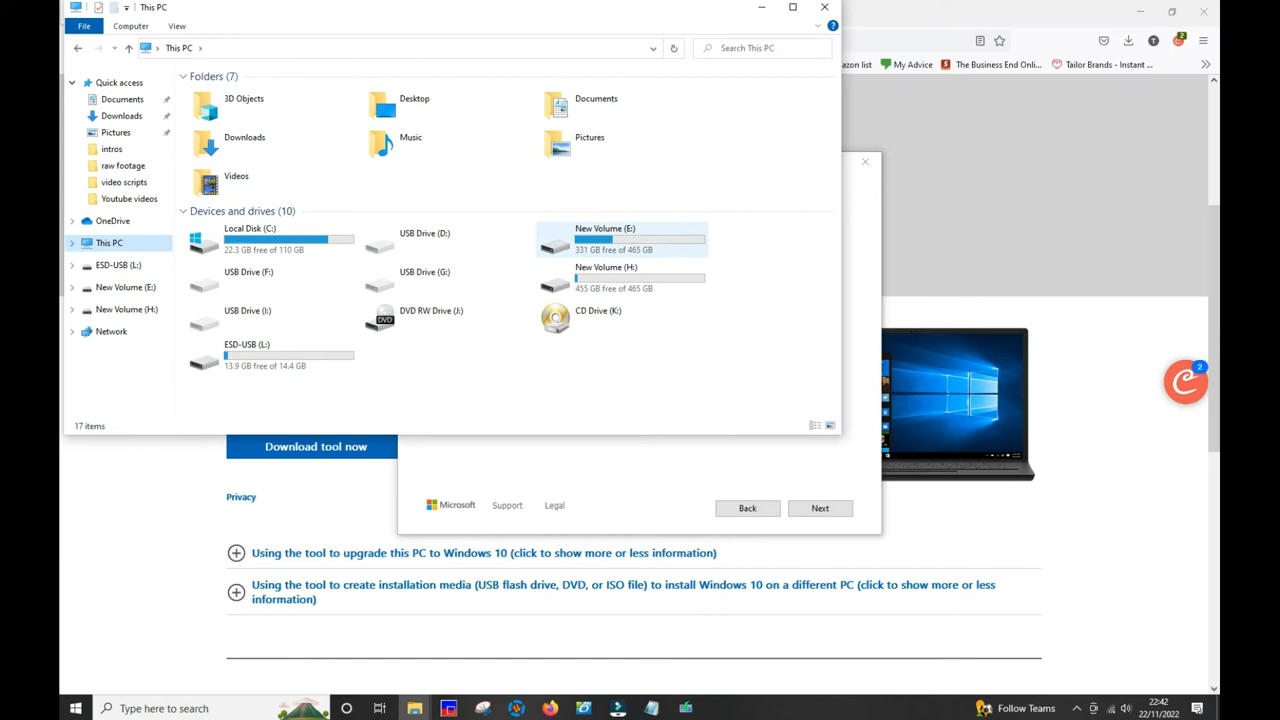 This PC
File
Computer
View
This PC
Search This PC
Quick access
Documents
Downloads
Pictures
intros
raw footage
video scripts
Youtube videos
OneDrive
This PC
ESD-USB (L:)
New Volume (E:)
New Volume (H:)
Network
Folders (7)
3D Objects
Desktop
Documents
Downloads
Music
Pictures
Videos
Devices and drives (10)
Local Disk (C:)
22.3 GB free of 110 GB
USB Drive (D:)
New Volume (E:)
331 GB free of 465 GB
USB Drive (F:)
USB Drive (G:)
New Volume (H:)
455 GB free of 465 GB
USB Drive (I:)
DVD RW Drive (J:)
DVD
CD Drive (K:)
ESD-USB (L:)
13.9 GB free of 14.4 GB
17 items
T
2
azon list
My Advice
The Business End Onlin...
Tailor Brands - Instant ...
2
Download tool now
Privacy
Microsoft
Support
Legal
Back
Next
Using the tool to upgrade this PC to Windows 10 (click to show more or less information)
Using the tool to create installation media (USB flash drive, DVD, or ISO file) to install Windows 10 on a different PC (click to show more or less
information)
Type here to search
Follow Teams
22:42
22/11/2022